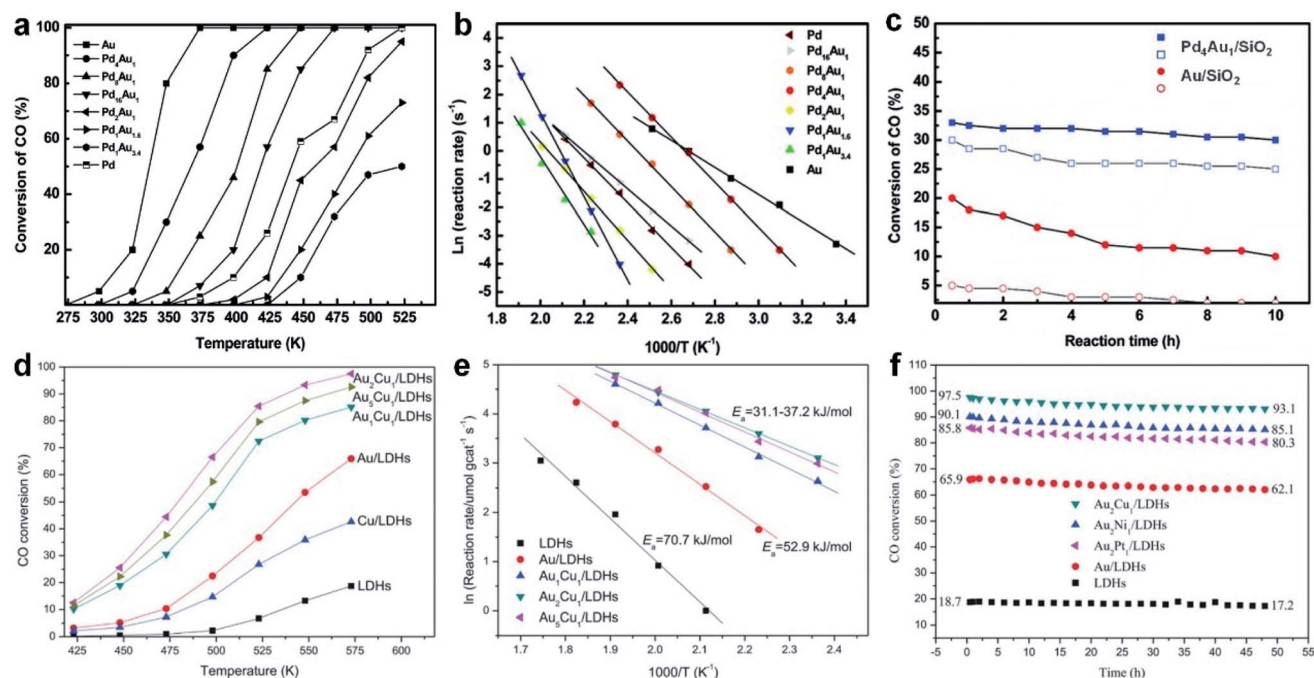 a
Conversion of CO (%)
100
80
60
40
20
Au
Pd4Au1
Pd8Au1
Pd16Au1
Pd2Au1
Pd1Au1.6
Pd1Au3.4
Pd
275 300 325 350 375 400 425 450 475 500 525
Temperature (K)
b
Ln (reaction rate) (s⁻¹)
5
4
3
2
1
0
-1
-2
-3
-4
-5
Pd
Pd16Au1
Pd8Au1
Pd4Au1
Pd2Au1
Pd1Au1.6
Pd1Au3.4
Au
2.0 2.2 2.4 2.6 2.8 3.0 3.2 3.4
1000/T (K⁻¹)
c
Conversion of CO (%)
50
45
40
35
30
25
20
15
10
5
0
Pd4Au1/SiO2
Au/SiO2
0 2 4 6 8 10
Reaction time (h)
d
CO conversion (%)
100
90
80
70
60
50
40
30
20
10
0
Au2Cu1/LDHs
Au5Cu1/LDHs
Au1Cu1/LDHs
Au/LDHs
Cu/LDHs
LDHs
425 450 475 500 525 550 575 600
Temperature (K)
e
ln (Reaction rate/umol gcat⁻¹ s⁻¹)
5
4
3
2
1
0
Ea=31.1-37.2 kJ/mol
Ea=70.7 kJ/mol
Ea=52.9 kJ/mol
LDHs
Au/LDHs
Au1Cu1/LDHs
Au2Cu1/LDHs
Au5Cu1/LDHs
1.7 1.8 1.9 2.0 2.1 2.2 2.3 2.4
1000/T (K⁻¹)
f
CO conversion (%)
110
100
90
80
70
60
50
40
30
20
10
0
97.5 93.1
90.1 85.1
85.8 80.3
65.9 62.1
Au2Cu1/LDHs
Au2Ni1/LDHs
Au2Pt1/LDHs
Au/LDHs
LDHs
18.7 17.2
-5 0 5 10 15 20 25 30 35 40 45 50 55
Time (h)